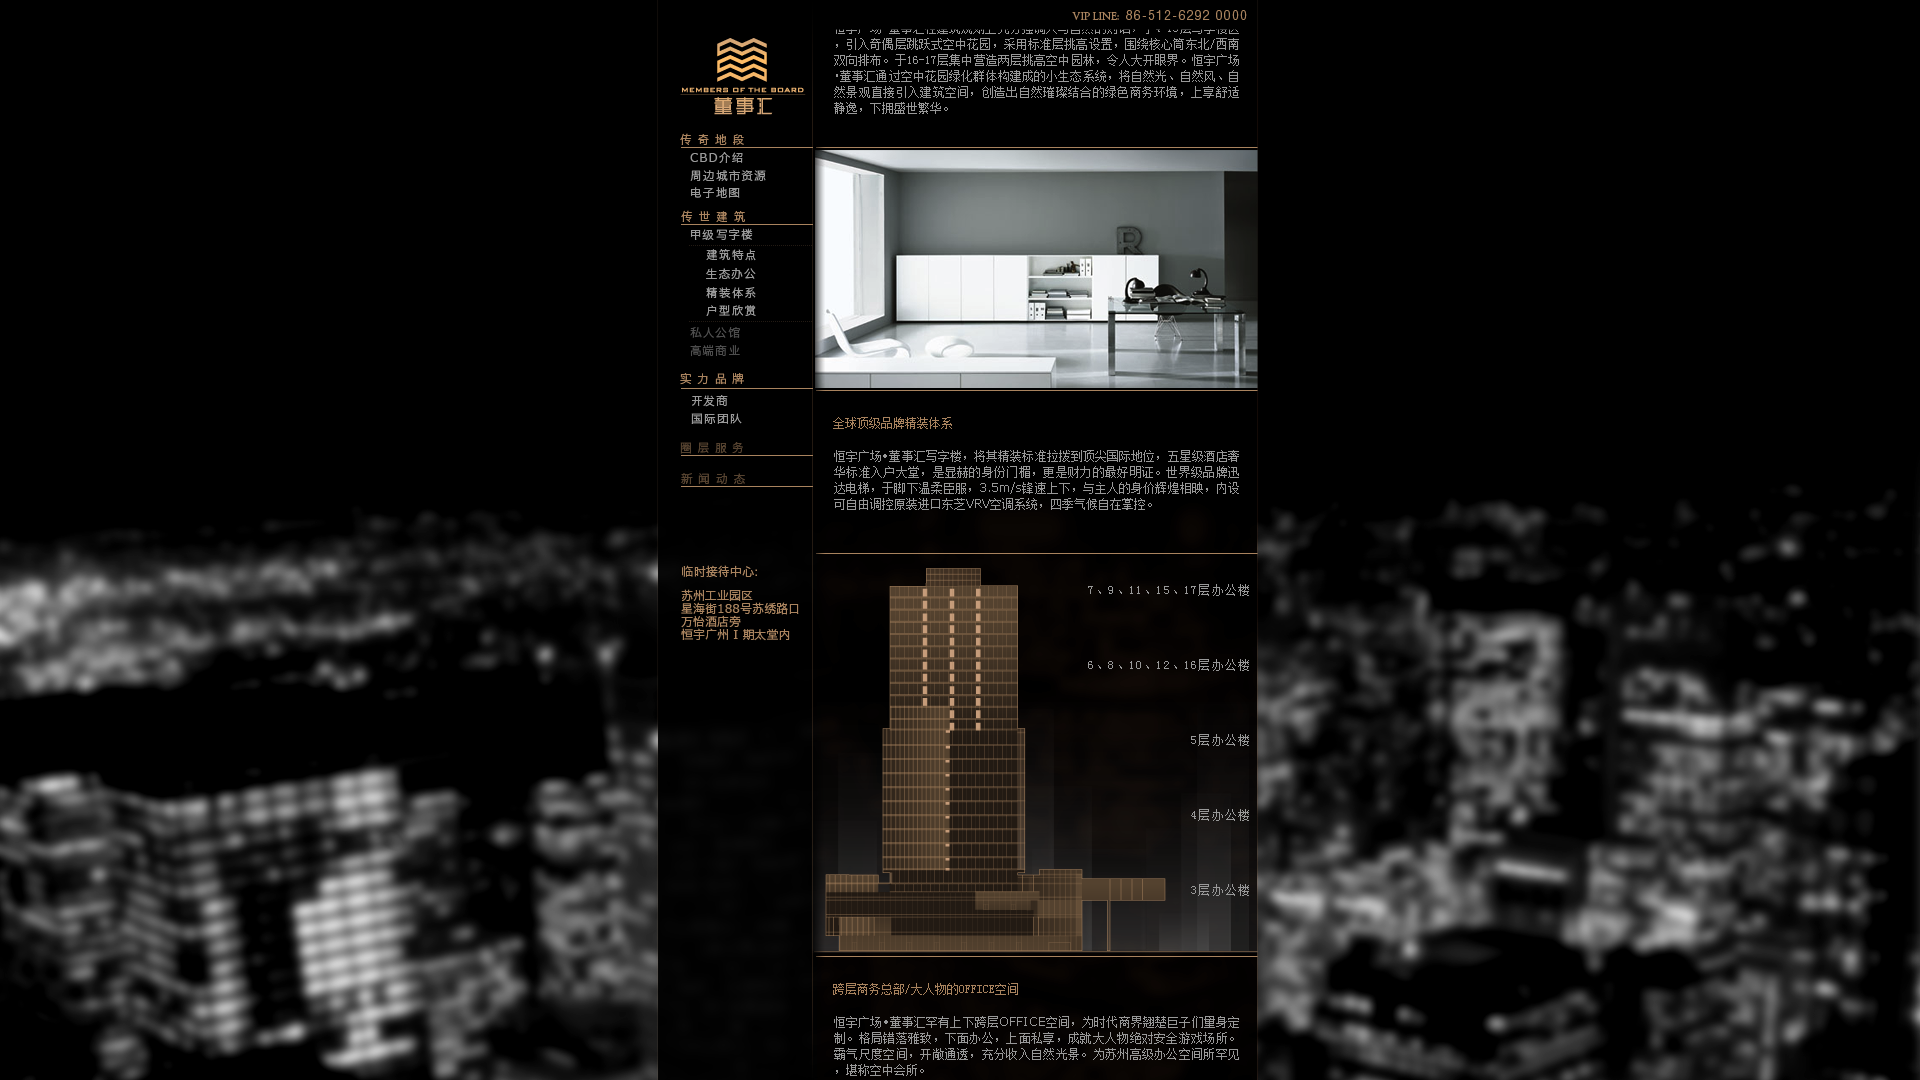 VIP LINE: 86-512-6292 0000
MEMBERS OF THE BOARD
董事汇
传奇地段
CBD介绍
周边城市资源
电子地图
传世建筑
甲级写字楼
建筑特点
生态办公
精装体系
户型欣赏
私人公馆
高端商业
实力品牌
开发商
国际团队
圈层服务
新闻动态
临时接待中心:
苏州工业园区
星海街188号苏绣路口
万怡酒店旁
恒宇广州 I 期太堂内
，引入奇偶层跳跃式空中花园，采用标准层挑高设置，围绕核心筒东北/西南
双向排布。于16-17层集中营造两层挑高空中园林，令人大开眼界。恒宇广场
•董事汇通过空中花园绿化群体构建成的小生态系统，将自然光、自然风、自
然景观直接引入建筑空间，创造出自然璀璨结合的绿色商务环境，上享舒适
静逸，下拥盛世繁华。
R
全球顶级品牌精装体系
恒宇广场•董事汇写字楼，将其精装标准拉拨到顶尖国际地位，五星级酒店奢
华标准入户大堂，是显赫的身份门楣，更是财力的最好明证。世界级品牌迅
达电梯，于脚下温柔臣服，3.5m/s锋速上下，与主人的身价辉煌相映，内设
可自由调控原装进口东芝VRV空调系统，四季气候自在掌控。
7、9、11、15、17层办公楼
6、8、10、12、16层办公楼
5层办公楼
4层办公楼
3层办公楼
跨层商务总部/大人物的OFFICE空间
恒宇广场•董事汇罕有上下跨层OFFICE空间，为时代商界翘楚巨子们量身定
制。格局错落雅致，下面办公，上面私享，成就大人物绝对安全游戏场所。
霸气尺度空间，开敞通透，充分收入自然光景。为苏州高级办公空间所罕见
，堪称空中会所。